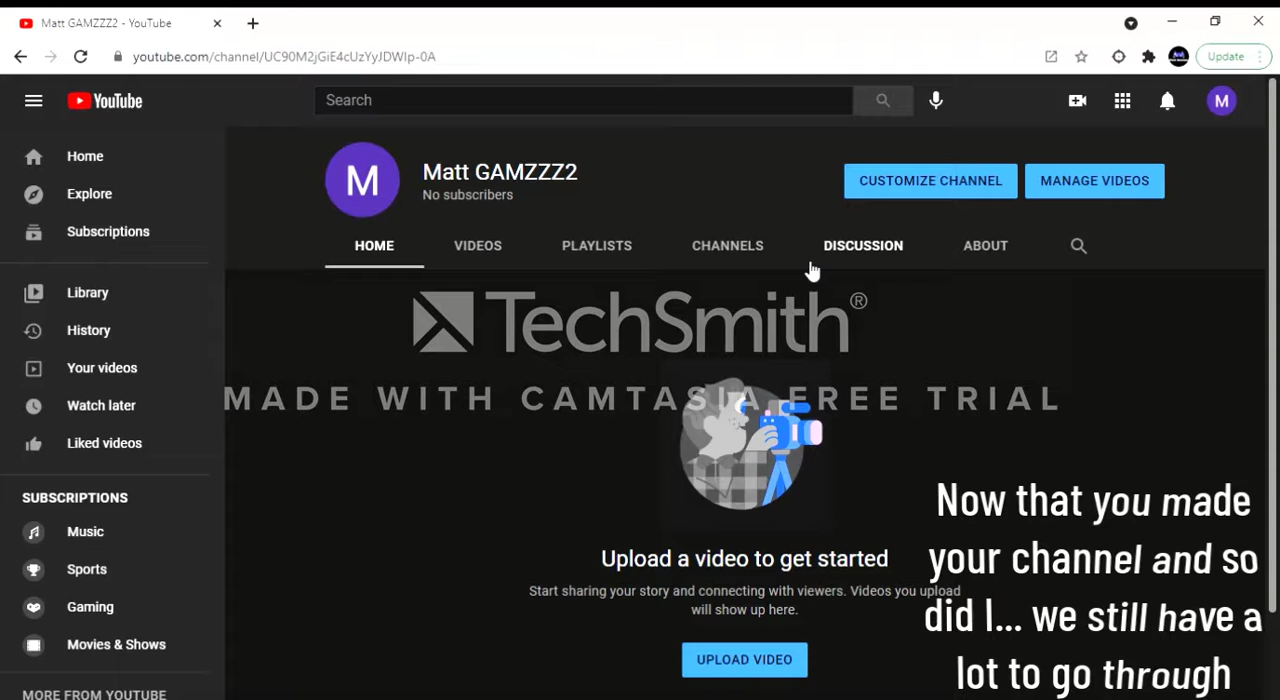 Matt GAMZZZ2 - YouTube
youtube.com/channel/UC90M2jGiE4cUzYyJDWIp-0A
Update
YouTube
Search
M
Home
Explore
Subscriptions
Library
History
Your videos
Watch later
Liked videos
SUBSCRIPTIONS
Music
Sports
Gaming
Movies & Shows
MORE FROM YOUTUBE
M
Matt GAMZZZ2
No subscribers
CUSTOMIZE CHANNEL
MANAGE VIDEOS
HOME VIDEOS PLAYLISTS CHANNELS DISCUSSION ABOUT
TechSmith®
MADE WITH CAMTASIA FREE TRIAL
Upload a video to get started
Start sharing your story and connecting with viewers. Videos you upload
will show up here.
UPLOAD VIDEO
Now that you made
your channel and so
did I... we still have a
lot to go through